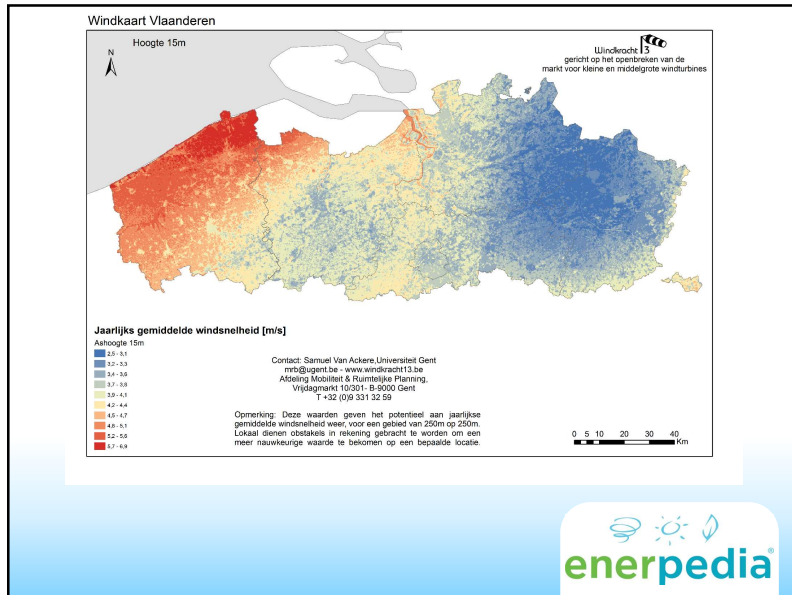 Windkaart Vlaanderen
Hoogte 15m
N
Windkracht 13
gericht op het openbreken van de
markt voor kleine en middelgrote windturbines
Jaarlijks gemiddelde windsnelheid [m/s]
Ashoogte 15m
2,5 - 3,1
3,2 - 3,3
3,4 - 3,6
3,7 - 3,8
3,9 - 4,1
4,2 - 4,4
4,5 - 4,7
4,8 - 5,1
5,2 - 5,6
5,7 - 6,9
Contact: Samuel Van Ackere,Universiteit Gent
mrb@ugent.be - www.windkracht13.be
Afdeling Mobiliteit & Ruimtelijke Planning,
Vrijdagmarkt 10/301- B-9000 Gent
T +32 (0)9 331 32 59
Opmerking: Deze waarden geven het potentieel aan jaarlijkse
gemiddelde windsnelheid weer, voor een gebied van 250m op 250m.
Lokaal dienen obstakels in rekening gebracht te worden om een
meer nauwkeurige waarde te bekomen op een bepaalde locatie.
0 5 10 20 30 40
Km
enerpedia®